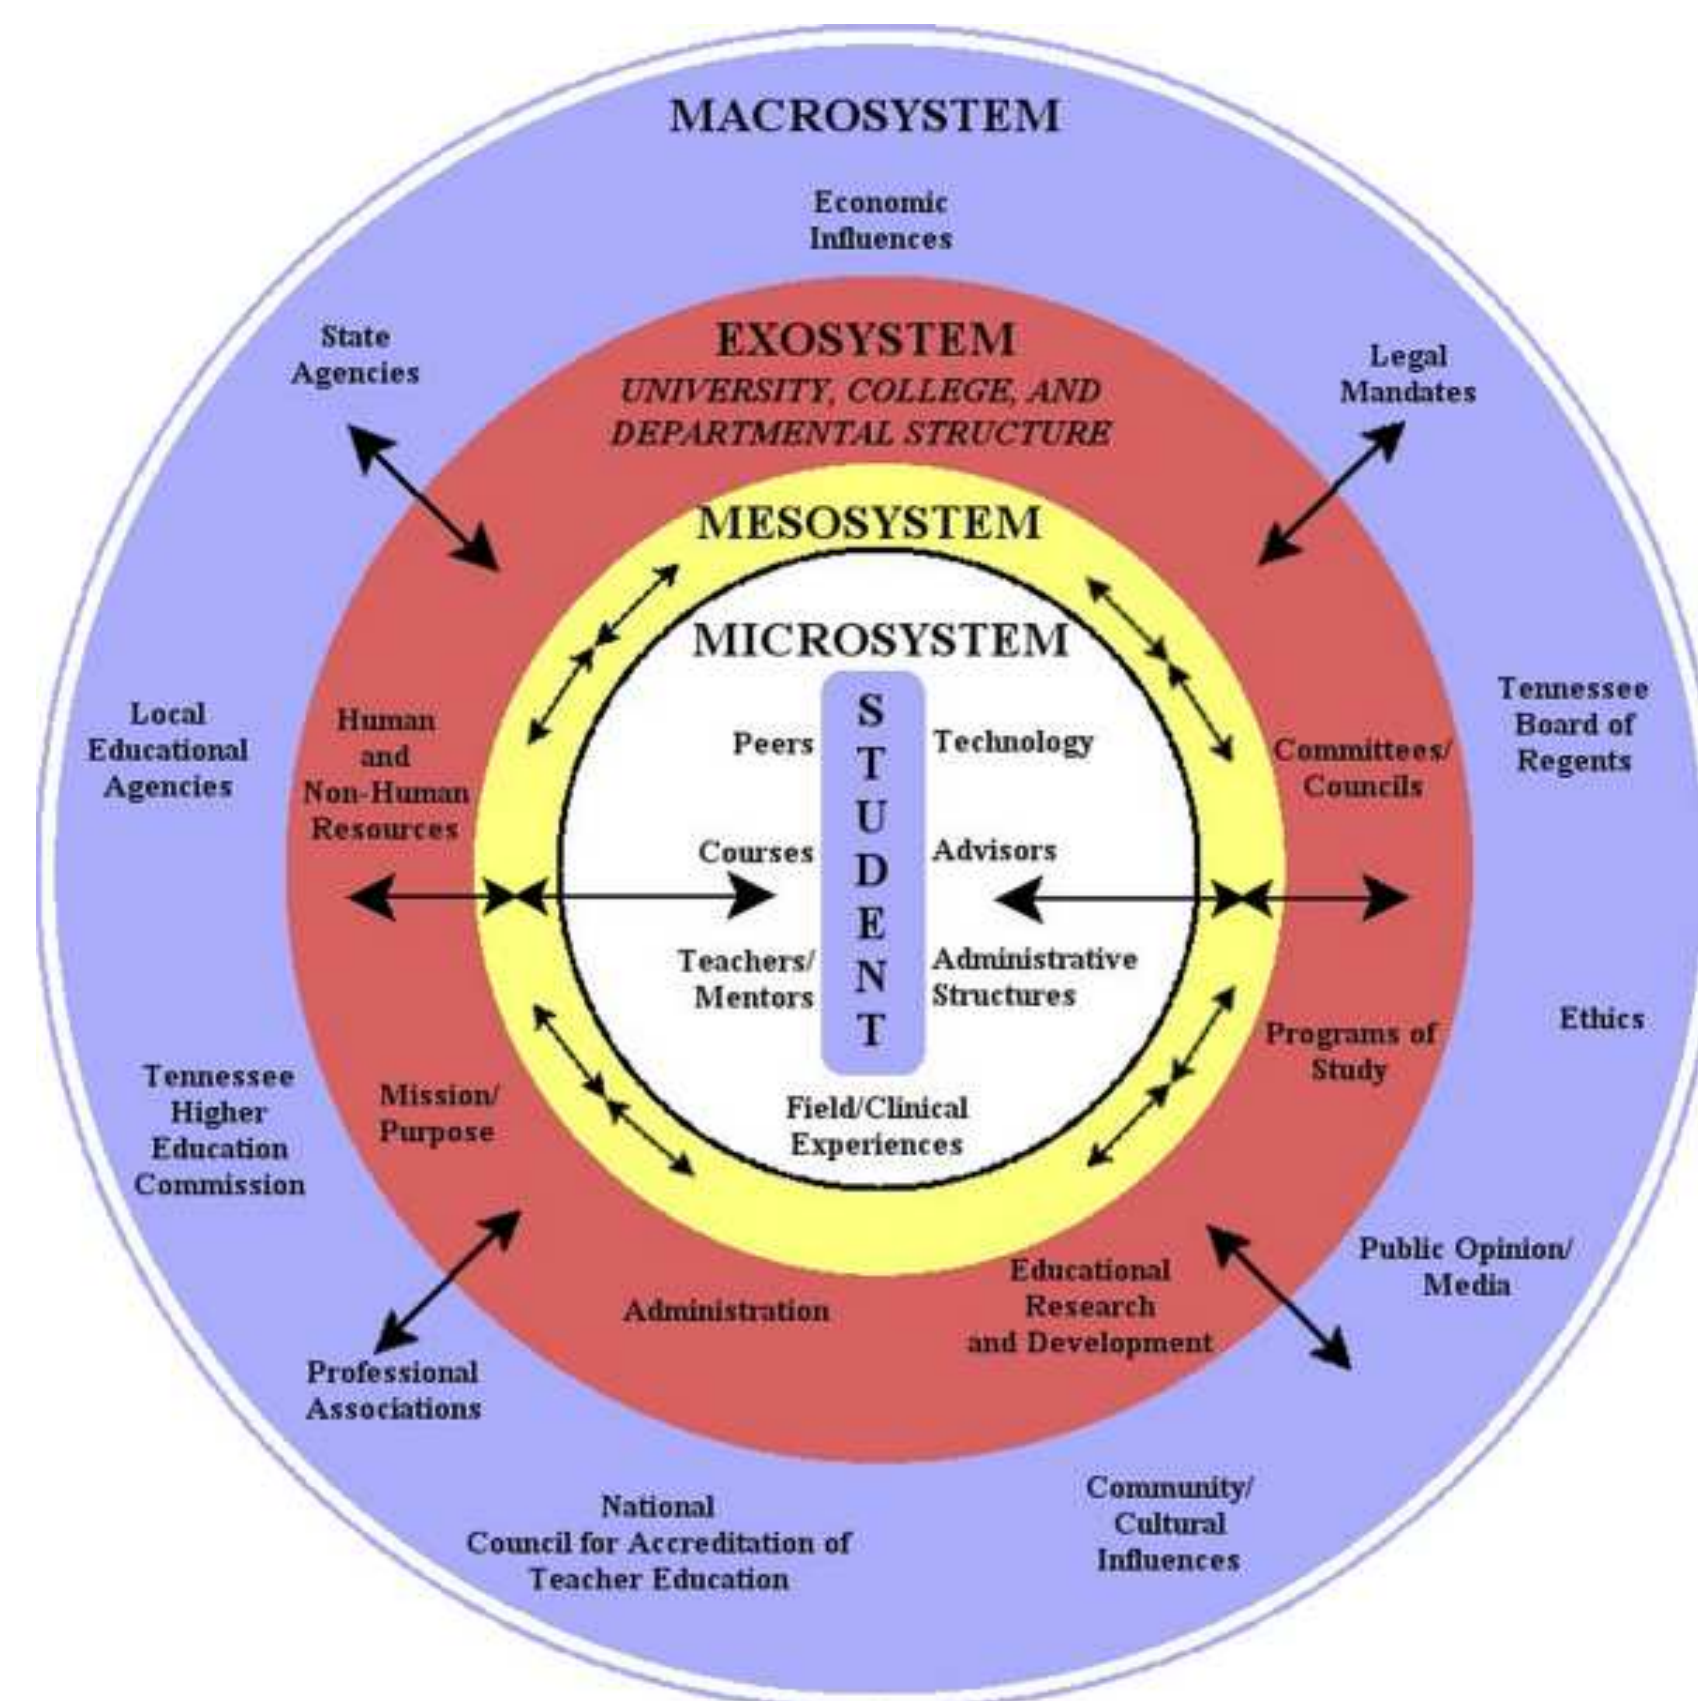 MACROSYSTEM
Economic
Influences
State
Agencies
Legal
Mandates
EXOSYSTEM
UNIVERSITY, COLLEGE, AND
DEPARTMENTAL STRUCTURE
MESOSYSTEM
MICROSYSTEM
STUDENT
Peers
Technology
Courses
Advisors
Teachers/
Mentors
Administrative
Structures
Field/Clinical
Experiences
Human
and
Non-Human
Resources
Committees/
Councils
Mission/
Purpose
Programs of
Study
Administration
Educational
Research
and Development
Local
Educational
Agencies
Tennessee
Board of
Regents
Ethics
Tennessee
Higher
Education
Commission
Public Opinion/
Media
Professional
Associations
National
Council for Accreditation of
Teacher Education
Community/
Cultural
Influences